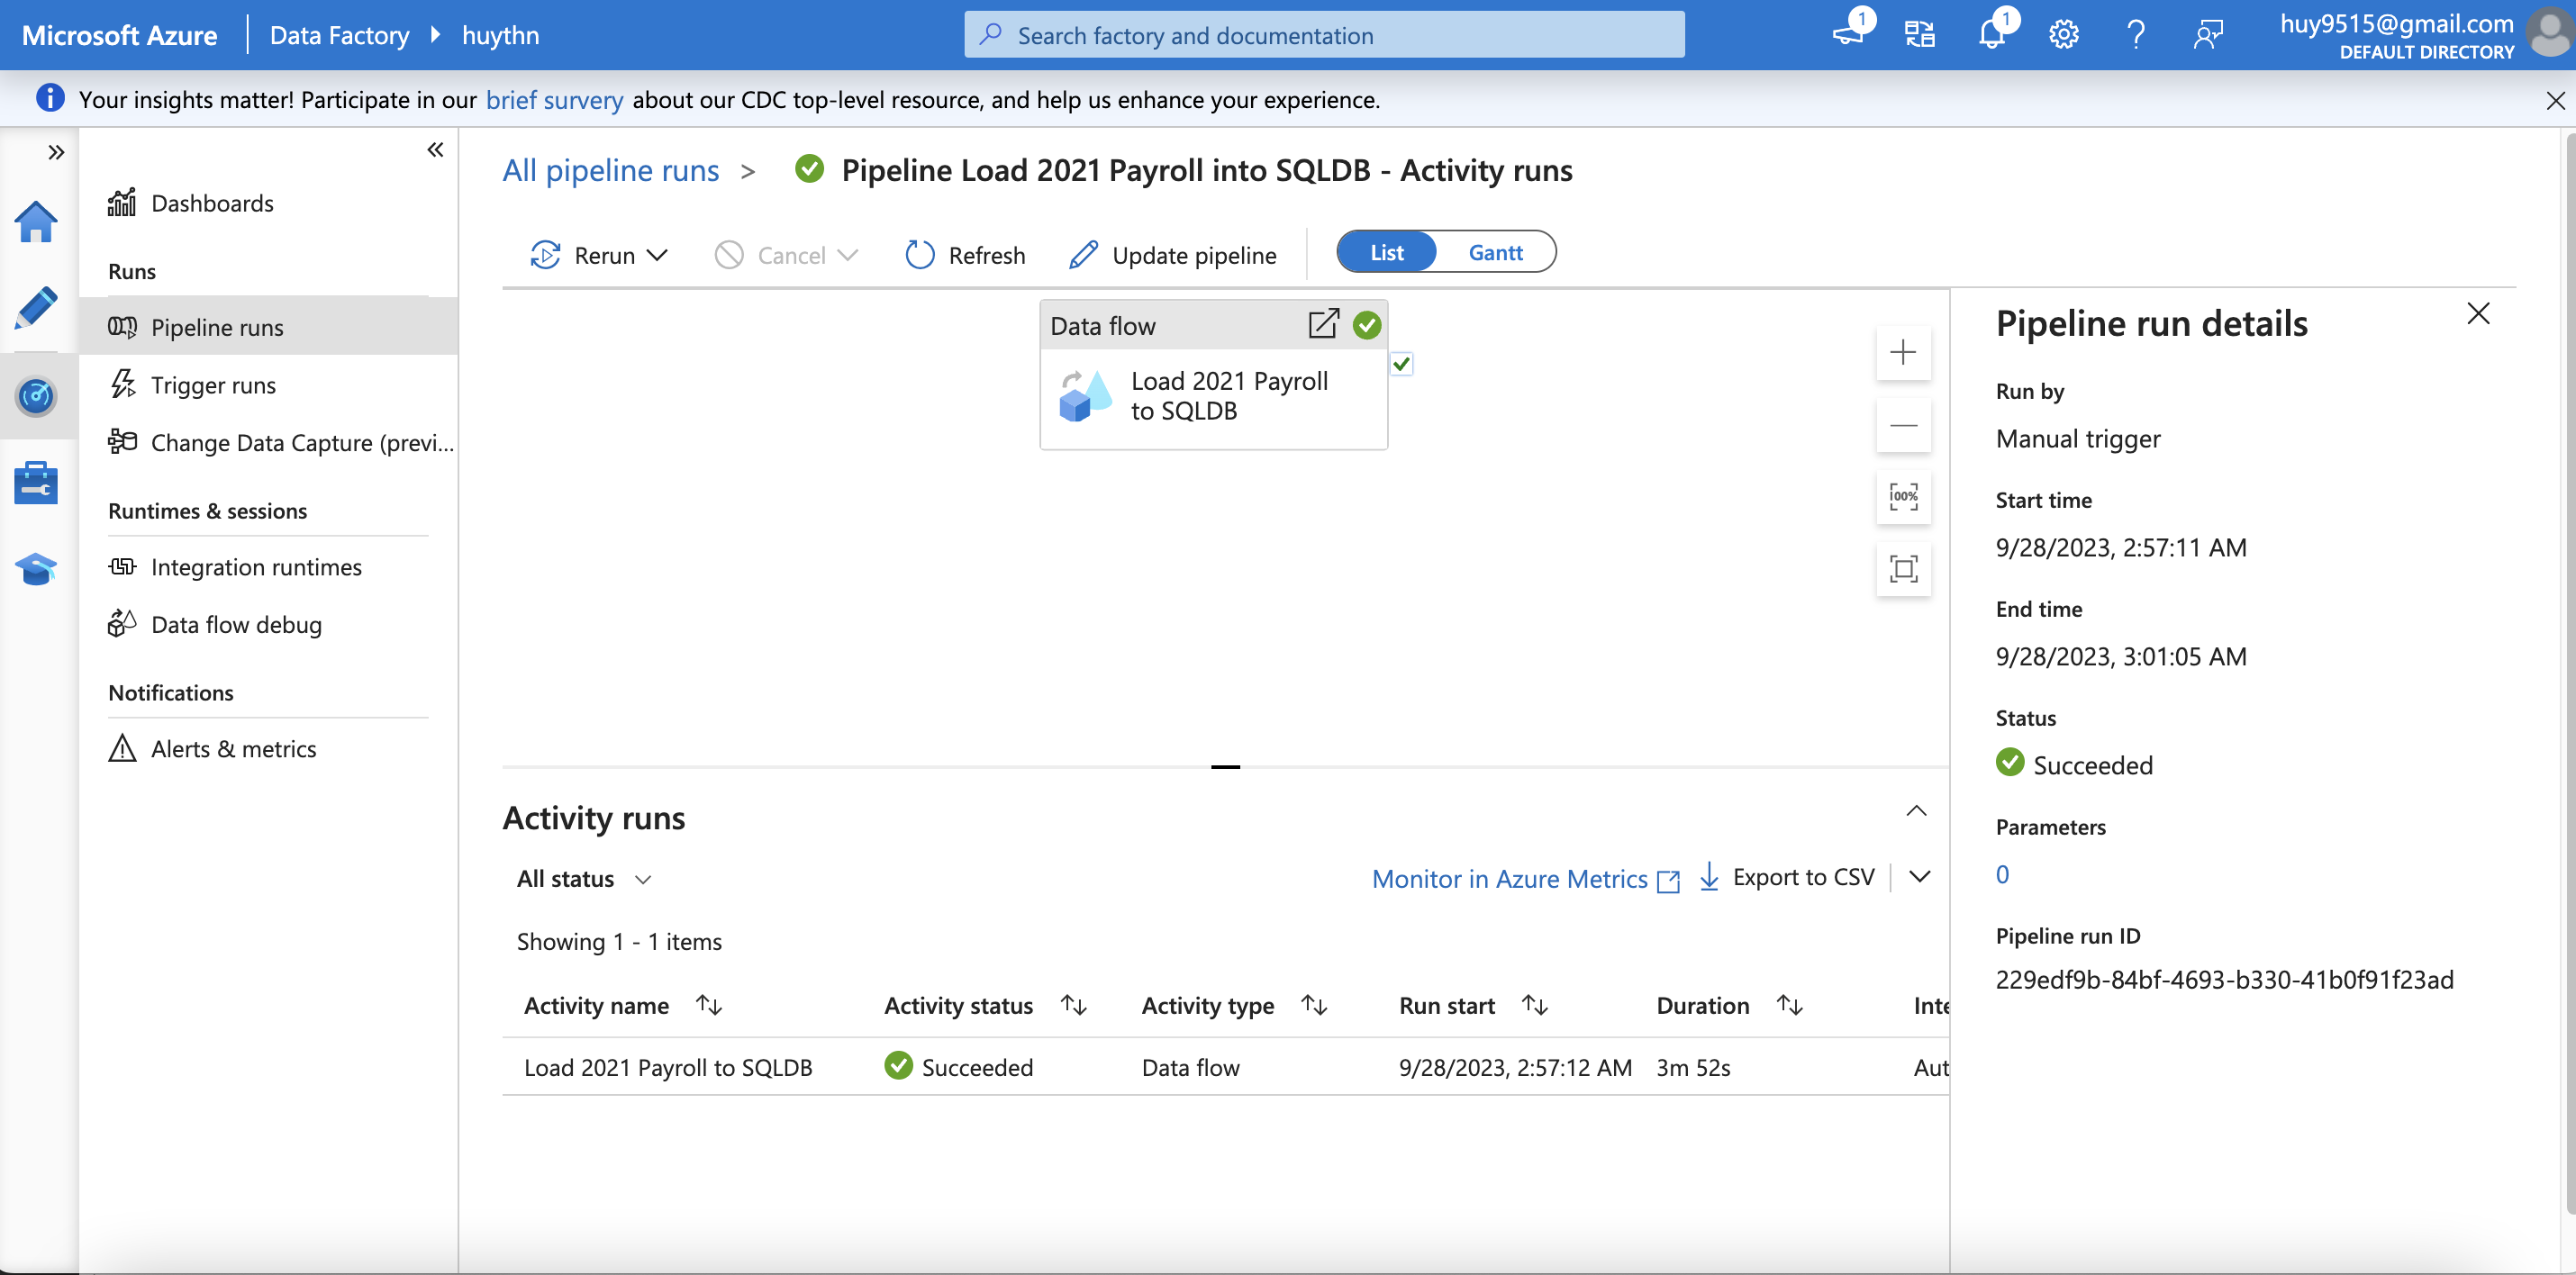 Microsoft Azure
Data Factory
huythn
Search factory and documentation
1
1
huy9515@gmail.com
DEFAULT DIRECTORY
Your insights matter! Participate in our brief survery about our CDC top-level resource, and help us enhance your experience.
Dashboards
Runs
Pipeline runs
Trigger runs
Change Data Capture (previ...
Runtimes & sessions
Integration runtimes
Data flow debug
Notifications
Alerts & metrics
All pipeline runs > Pipeline Load 2021 Payroll into SQLDB - Activity runs
Rerun Cancel Refresh Update pipeline List Gantt
Data flow
Load 2021 Payroll
to SQLDB
100%
Activity runs
All status
Monitor in Azure Metrics Export to CSV
Showing 1 - 1 items
Activity name Activity status Activity type Run start Duration Inte
Load 2021 Payroll to SQLDB Succeeded Data flow 9/28/2023, 2:57:12 AM 3m 52s Aut
Pipeline run details
Run by
Manual trigger
Start time
9/28/2023, 2:57:11 AM
End time
9/28/2023, 3:01:05 AM
Status
Succeeded
Parameters
0
Pipeline run ID
229edf9b-84bf-4693-b330-41b0f91f23ad